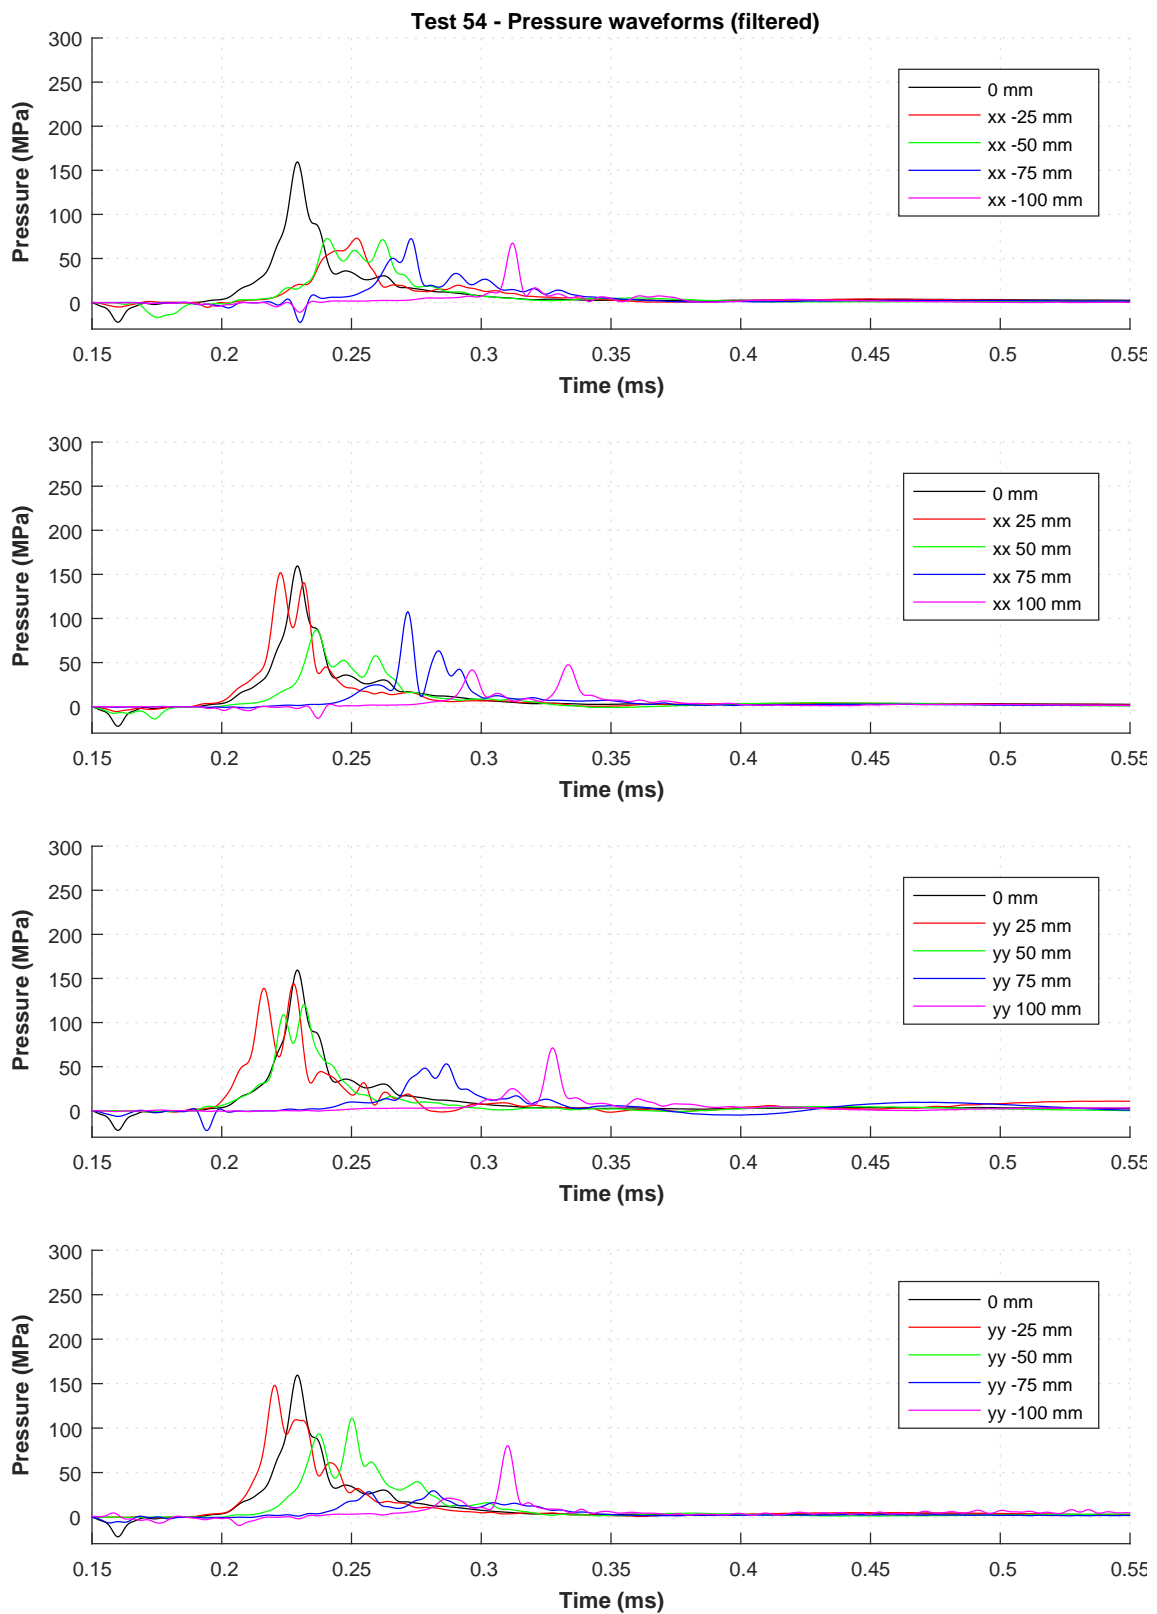 Test 54 - Pressure waveforms (filtered)
300
250
200
150
100
50
0
Pressure (MPa)
0 mm
xx -25 mm
xx -50 mm
xx -75 mm
xx -100 mm
0.15 0.2 0.25 0.3 0.35 0.4 0.45 0.5 0.55
Time (ms)
300
250
200
150
100
50
0
Pressure (MPa)
0 mm
xx 25 mm
xx 50 mm
xx 75 mm
xx 100 mm
0.15 0.2 0.25 0.3 0.35 0.4 0.45 0.5 0.55
Time (ms)
300
250
200
150
100
50
0
Pressure (MPa)
0 mm
yy 25 mm
yy 50 mm
yy 75 mm
yy 100 mm
0.15 0.2 0.25 0.3 0.35 0.4 0.45 0.5 0.55
Time (ms)
300
250
200
150
100
50
0
Pressure (MPa)
0 mm
yy -25 mm
yy -50 mm
yy -75 mm
yy -100 mm
0.15 0.2 0.25 0.3 0.35 0.4 0.45 0.5 0.55
Time (ms)